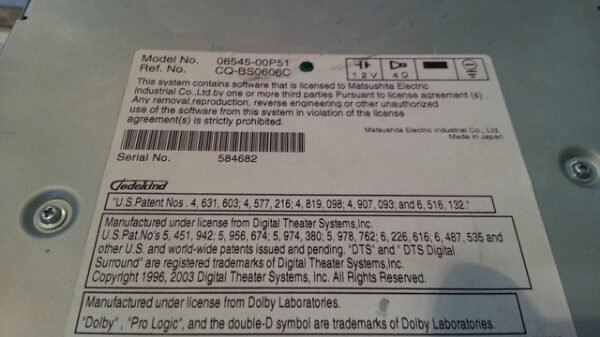 Model No. 08545-00P51
Ref. No. CQ-BS0606C
12V 4Ω
This system contains software that is licensed to Matsushita Electric
Industrial Co.,Ltd.by one or more third parties Pursuant to license agreement (s) .
Any removal,reproduction, reverse engineering or other unauthorized
use of the software from this system in violation of the license
agreement(s) is strictly prohibited.
Matsushita Electric Industrial Co., Ltd.
Made in Japan
Serial No. 584682
Jedekind
"U.S.Patent Nos. 4, 631, 603; 4, 577, 216; 4, 819, 098; 4, 907, 093; and 6, 516, 132."
Manufactured under license from Digital Theater Systems,Inc.
U.S.Pat.No's 5, 451, 942; 5, 956, 674; 5, 974, 380; 5, 978, 762; 6, 226, 616; 6, 487, 535 and
other U.S. and world-wide patents issued and pending. "DTS" and " DTS Digital
Surround" are registered trademarks of Digital Theater Systems, Inc.
Copyright 1996, 2003 Digital Theater Systems, Inc. All Rights Reserved.
Manufactured under license from Dolby Laboratories.
"Dolby" , "Pro Logic", and the double-D symbol are trademarks of Dolby Laboratories.